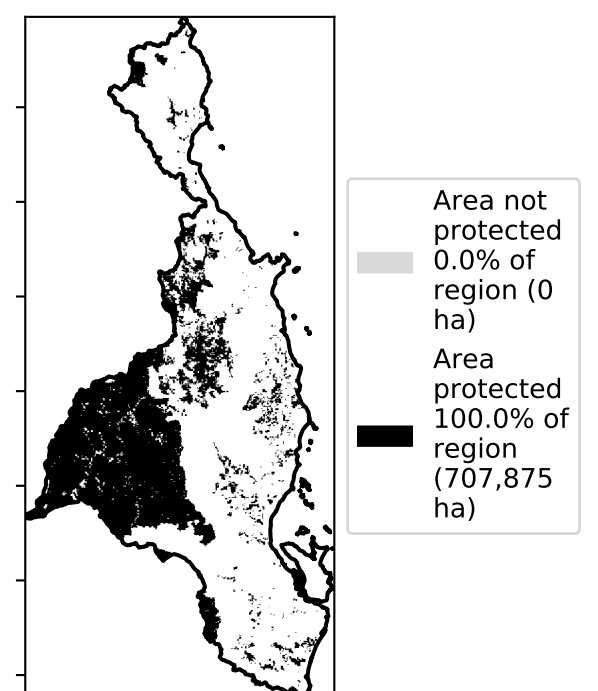 Area not
protected
0.0% of
region (0
ha)
Area
protected
100.0% of
region
(707,875
ha)